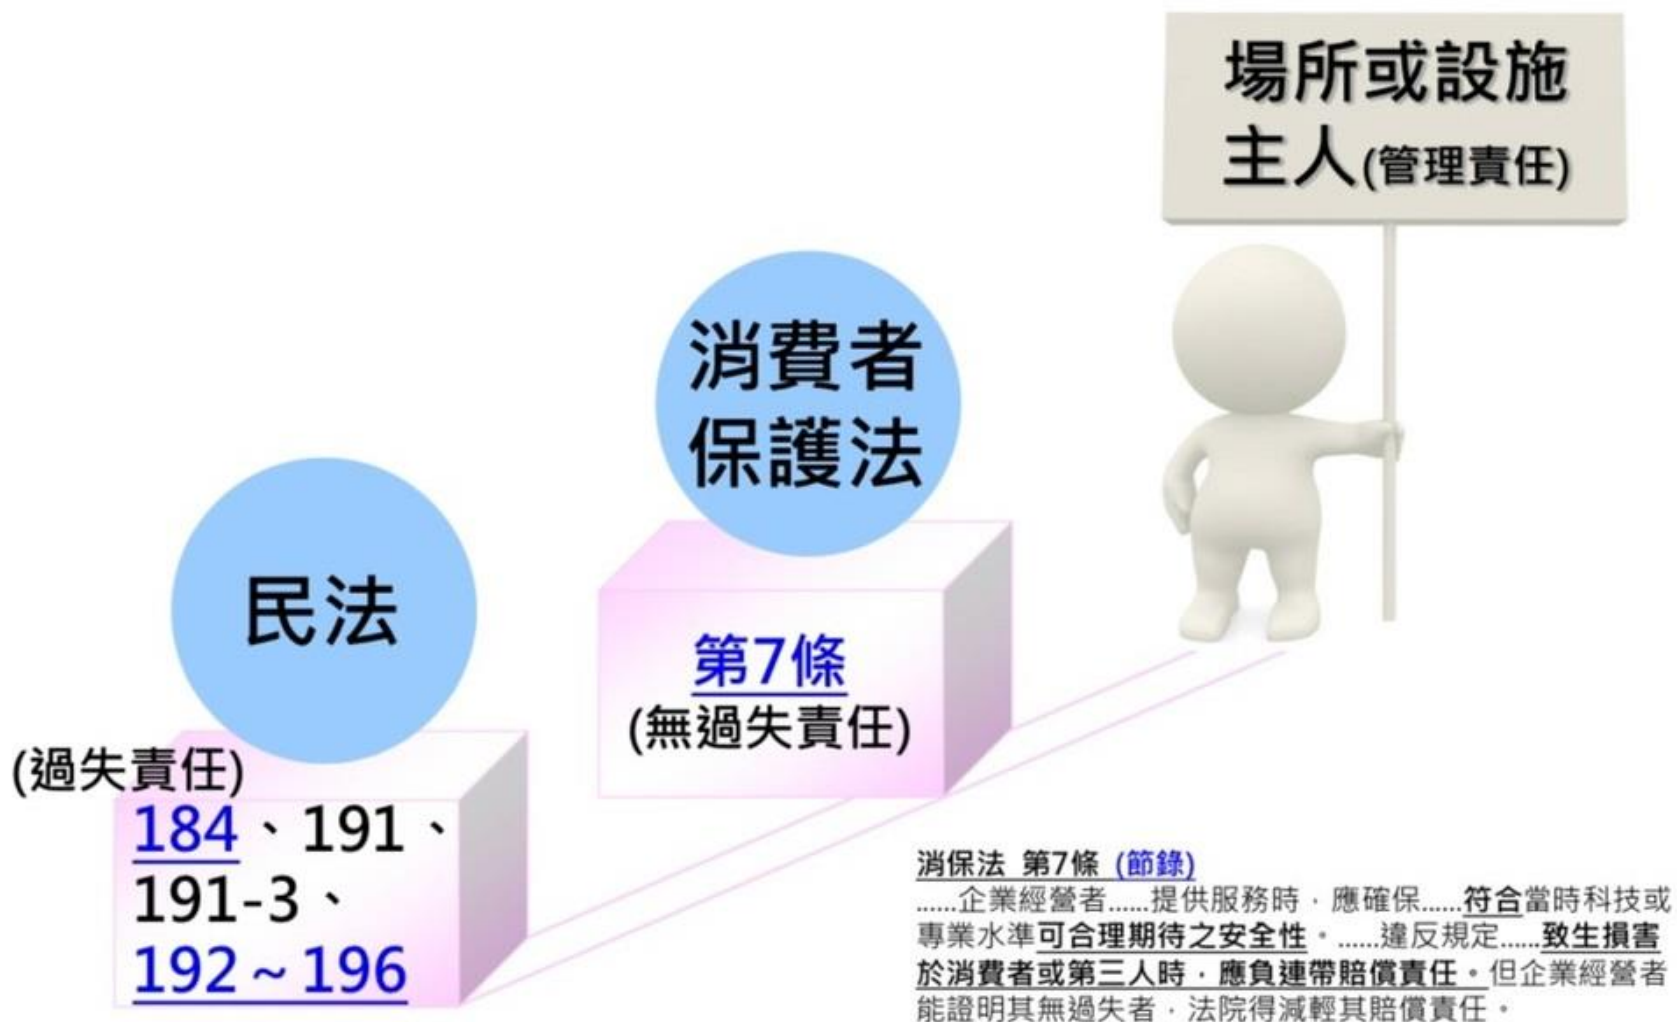 場所或設施
主人(管理責任)
消費者
保護法
第7條
(無過失責任)
民法
(過失責任)
184、191、
191-3、
192~196
消保法 第7條 (節錄)
......企業經營者......提供服務時，應確保......符合當時科技或
專業水準可合理期待之安全性。......違反規定......致生損害
於消費者或第三人時，應負連帶賠償責任。但企業經營者
能證明其無過失者，法院得減輕其賠償責任。